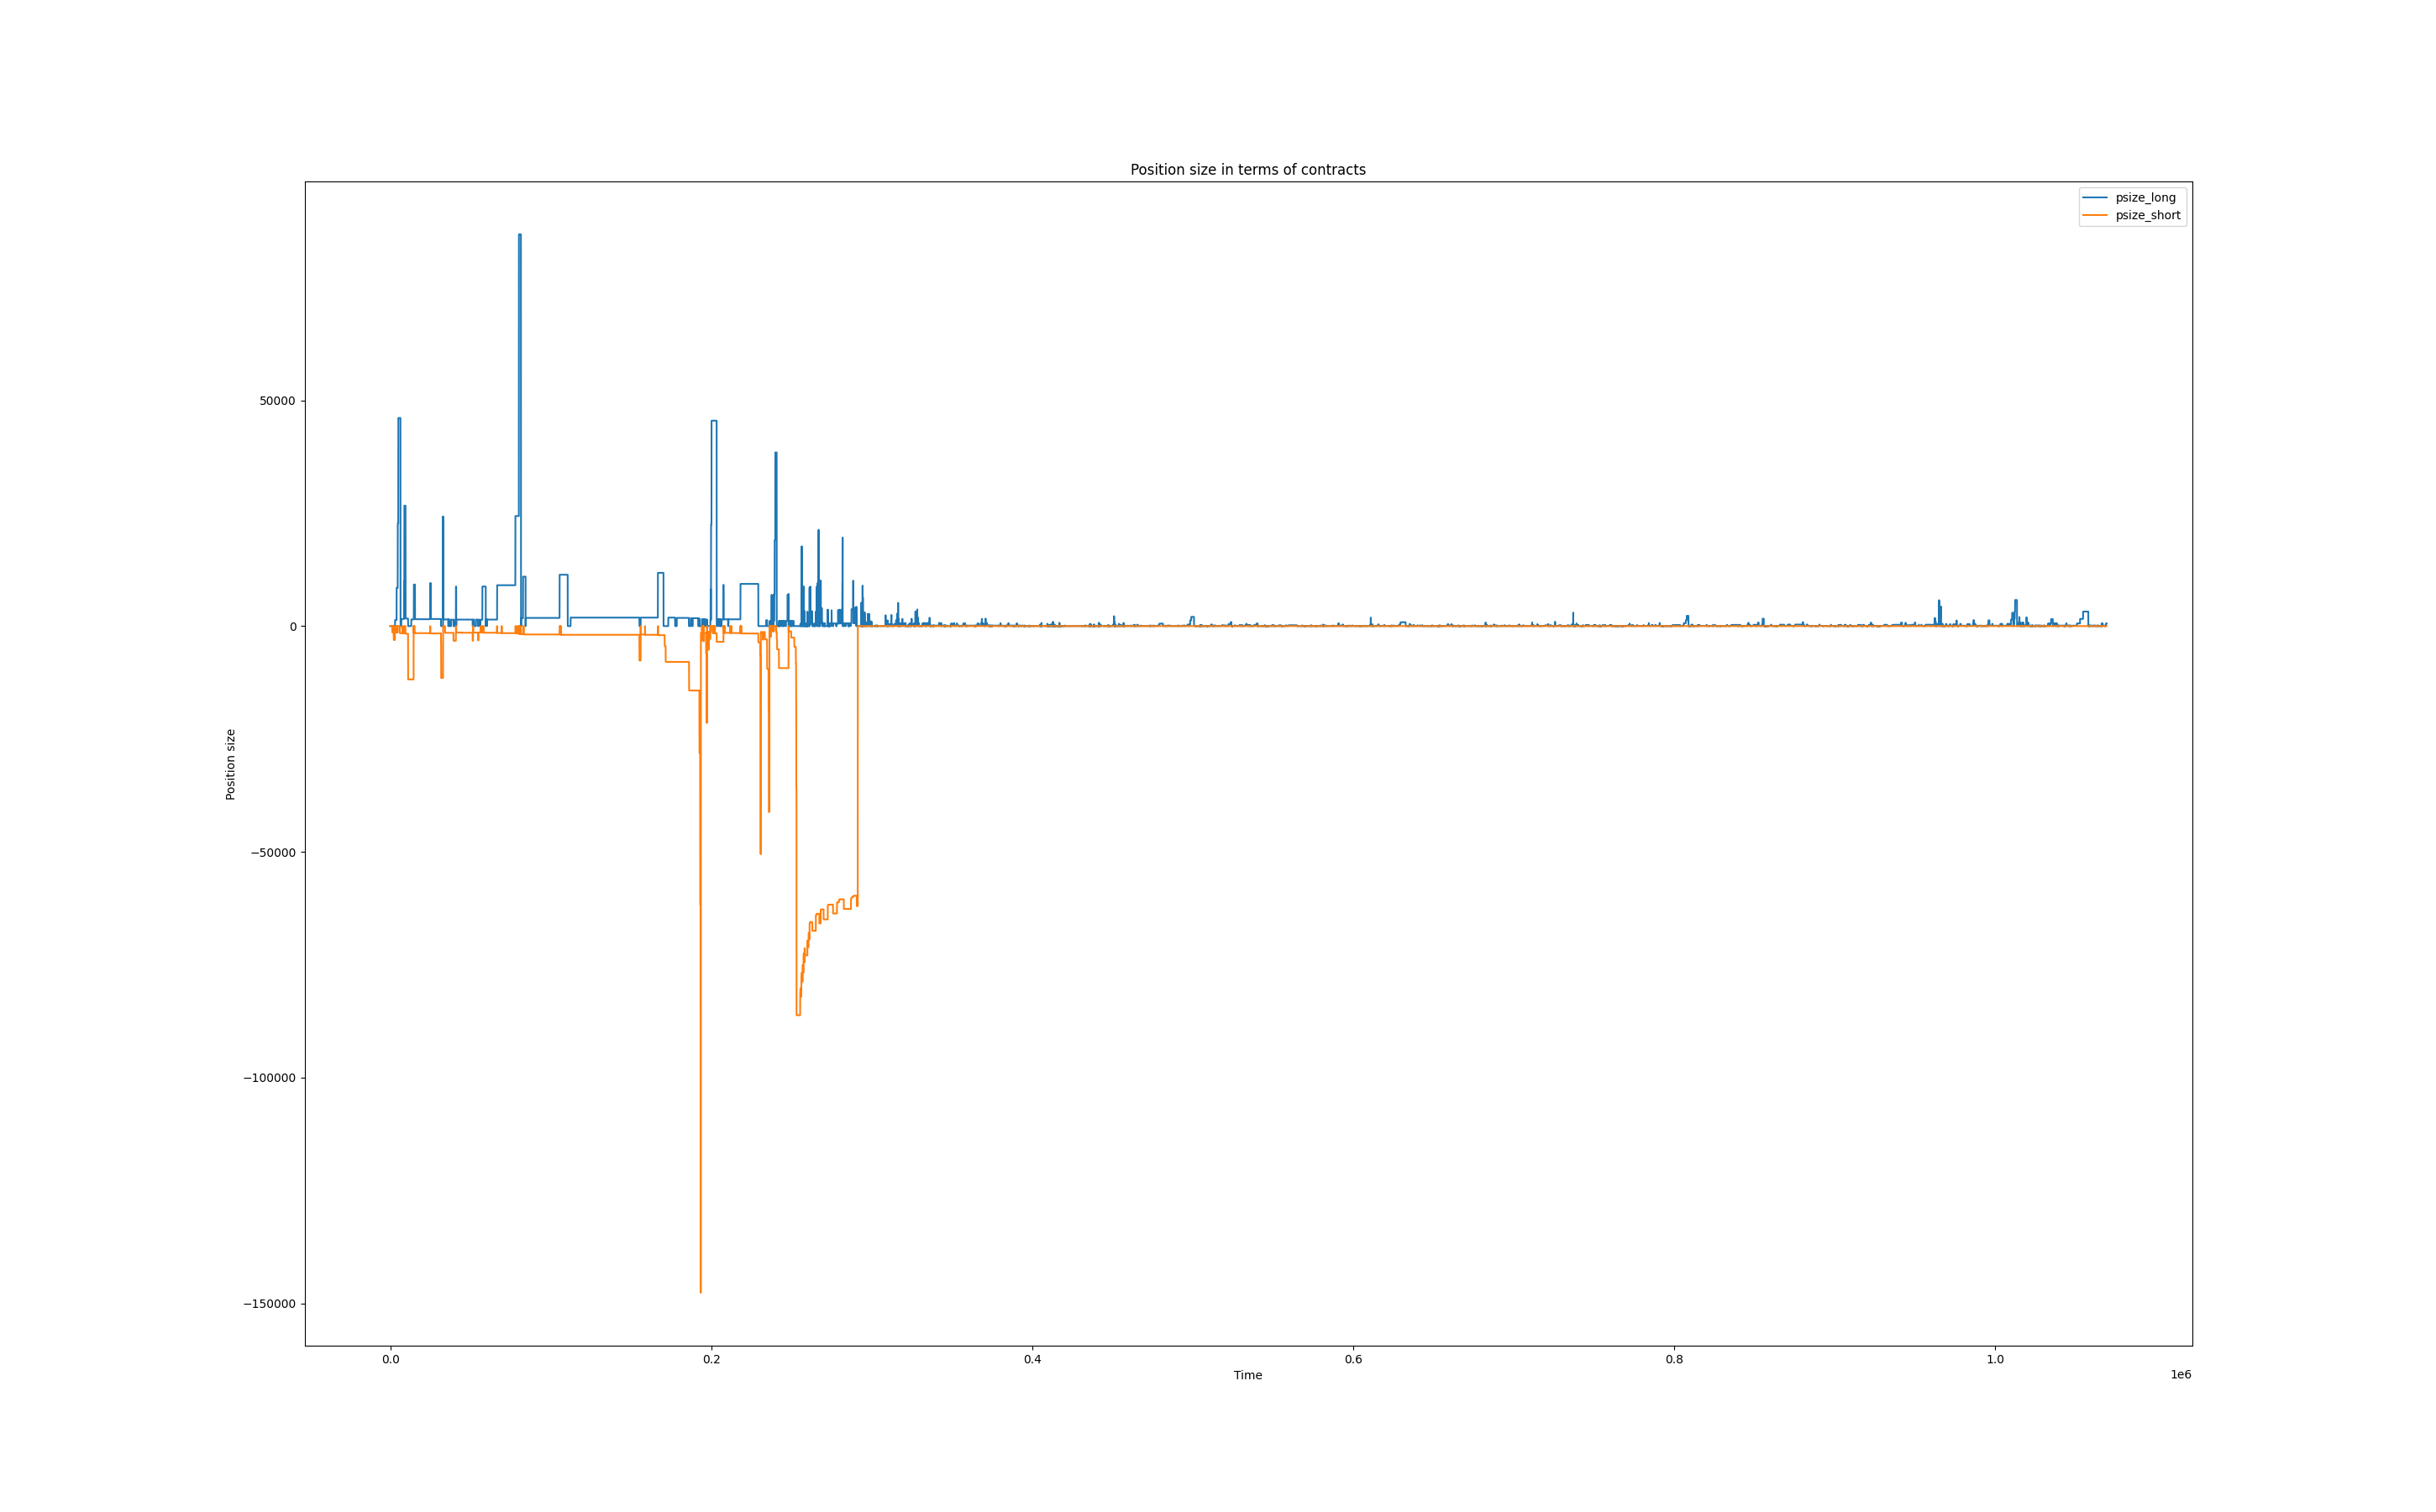 Position size in terms of contracts
psize_long
psize_short
50000
0
−50000
−100000
−150000
Position size
0.0
0.2
0.4
0.6
0.8
1.0
1e6
Time